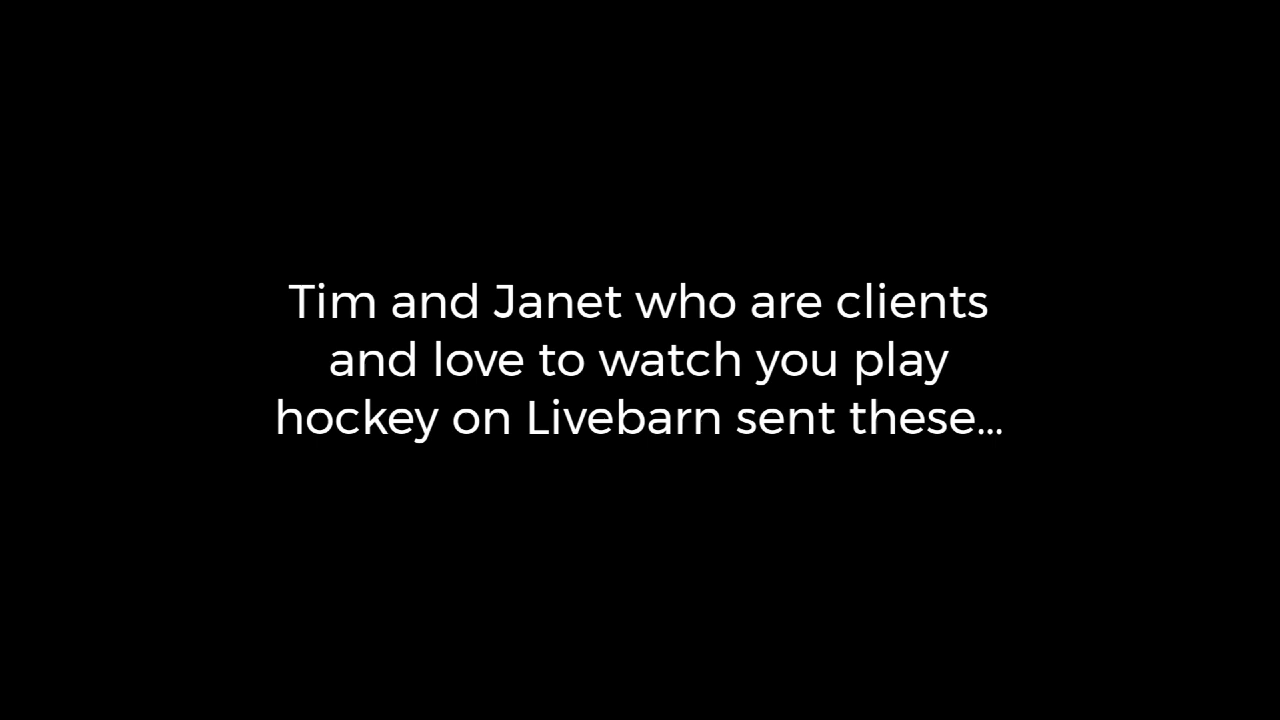 Tim and Janet who are clients
and love to watch you play
hockey on Livebarn sent these...